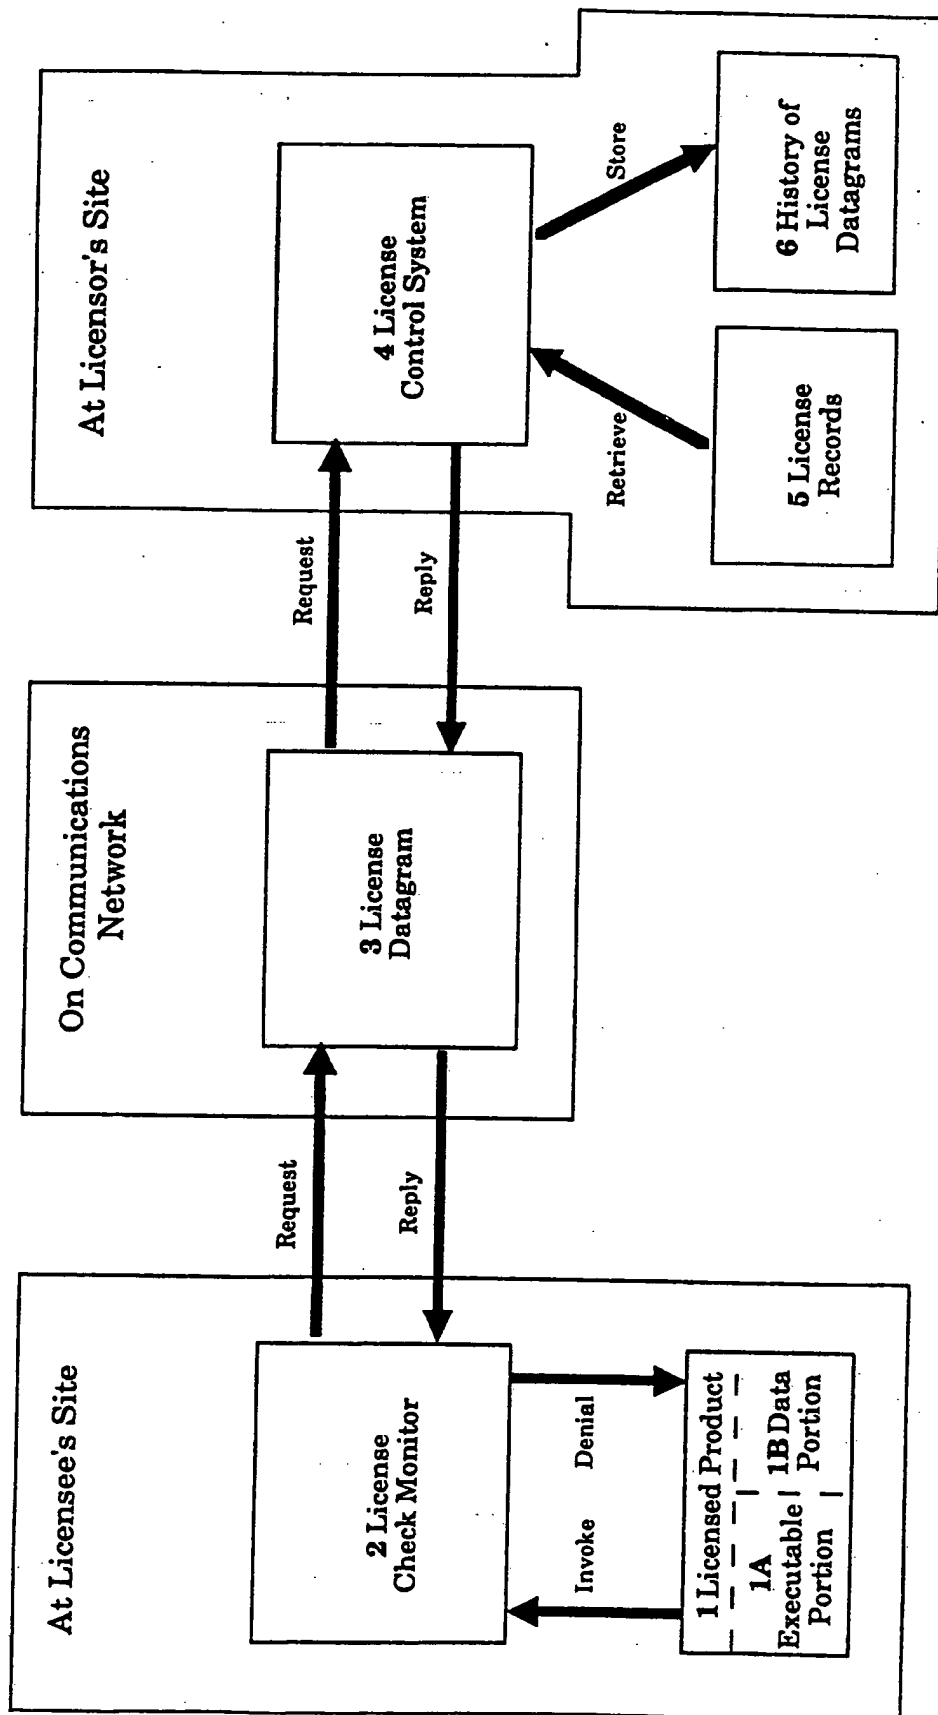 At Licensee's Site
2 License
Check Monitor
Invoke
Denial
1 Licensed Product
1A
Executable
Portion
1B Data
Portion
Request
Reply
On Communications
Network
3 License
Datagram
Request
Reply
At Licensor's Site
4 License
Control System
Retrieve
Store
5 License
Records
6 History of
License
Datagrams